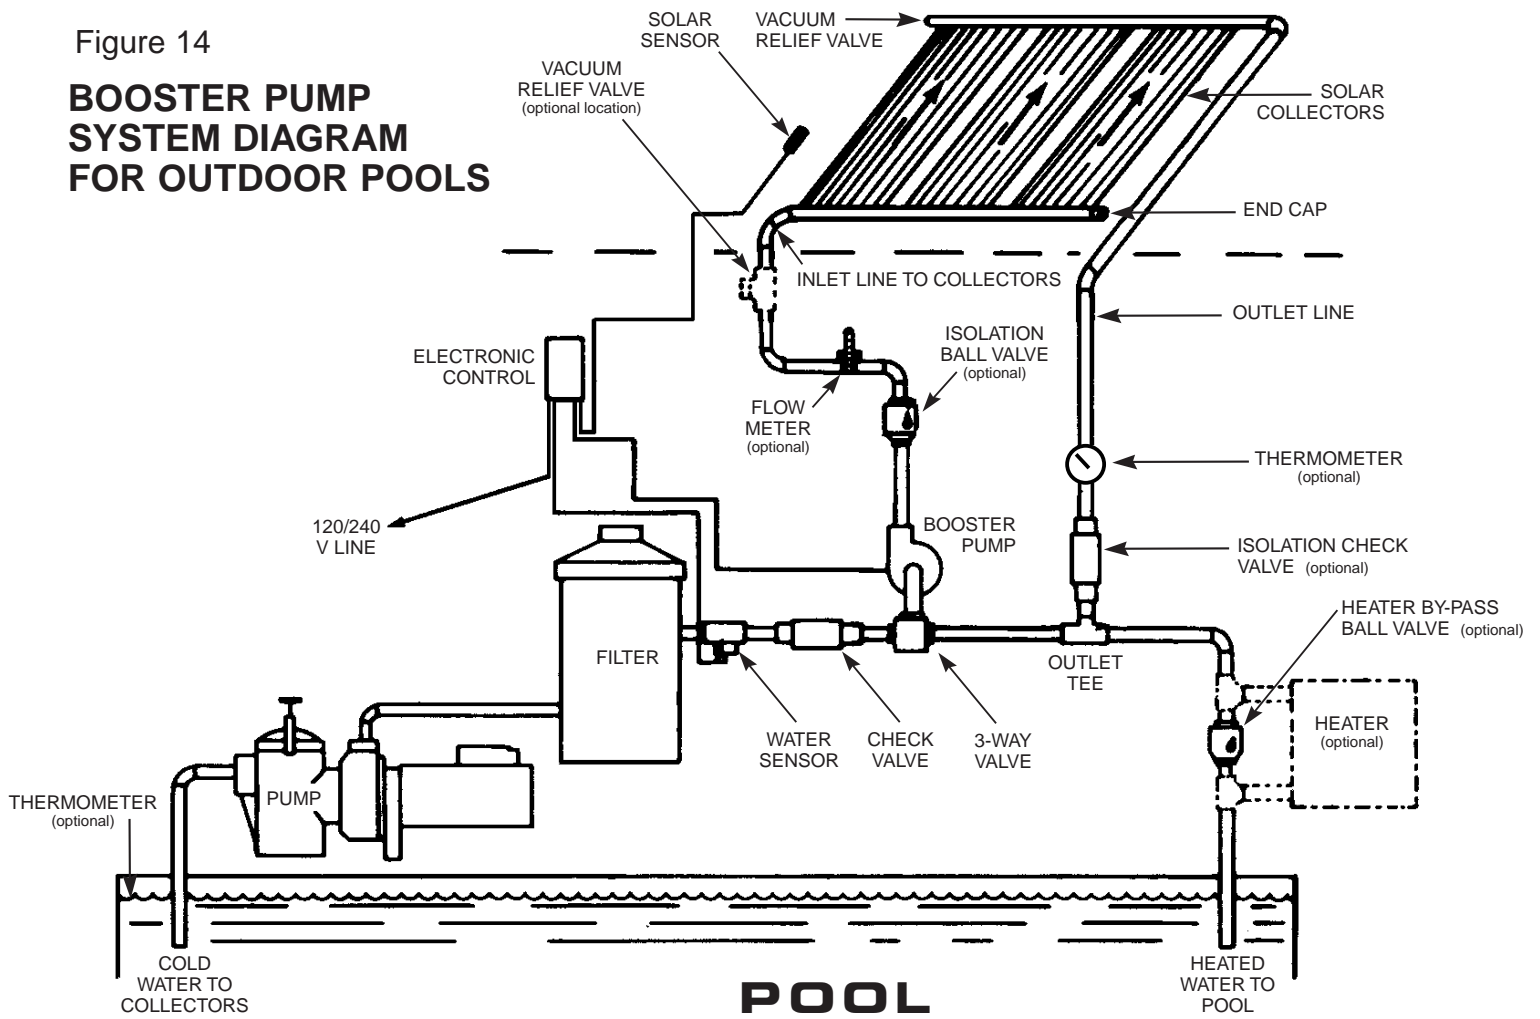 Figure 14
BOOSTER PUMP
SYSTEM DIAGRAM
FOR OUTDOOR POOLS
SOLAR
SENSOR
VACUUM
RELIEF VALVE
VACUUM
RELIEF VALVE
(optional location)
SOLAR
COLLECTORS
END CAP
INLET LINE TO COLLECTORS
OUTLET LINE
ELECTRONIC
CONTROL
ISOLATION
BALL VALVE
(optional)
FLOW
METER
(optional)
THERMOMETER
(optional)
120/240
V LINE
BOOSTER
PUMP
ISOLATION CHECK
VALVE (optional)
HEATER BY-PASS
BALL VALVE (optional)
FILTER
OUTLET
TEE
WATER
SENSOR
CHECK
VALVE
3-WAY
VALVE
HEATER
(optional)
PUMP
THERMOMETER
(optional)
COLD
WATER TO
COLLECTORS
HEATED
WATER TO
POOL
POOL